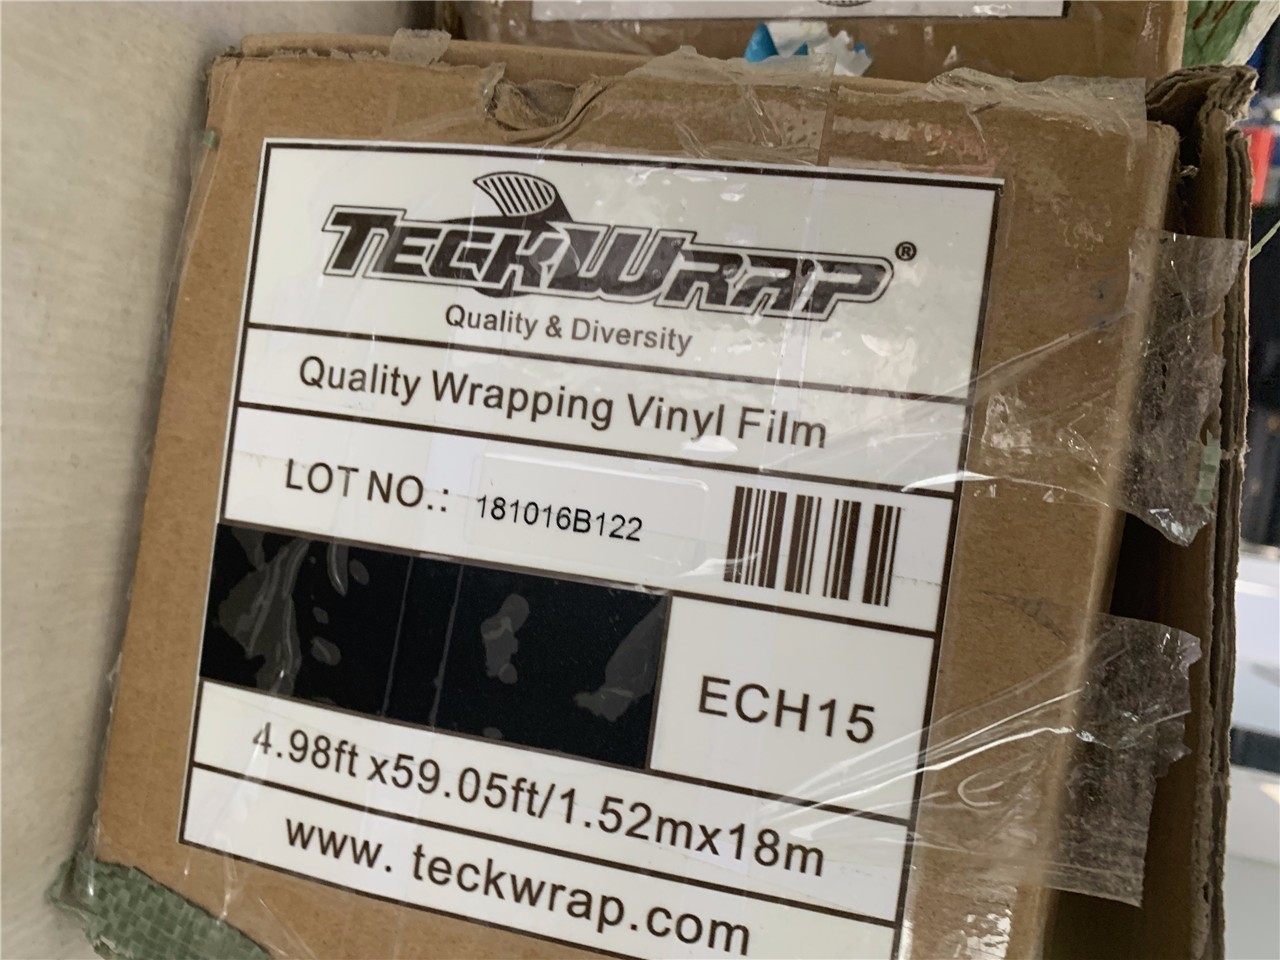 TECKWRAP®
Quality & Diversity
Quality Wrapping Vinyl Film
LOT NO.: 181016B122
ECH15
4.98ft x59.05ft/1.52mx18m
www. teckwrap.com